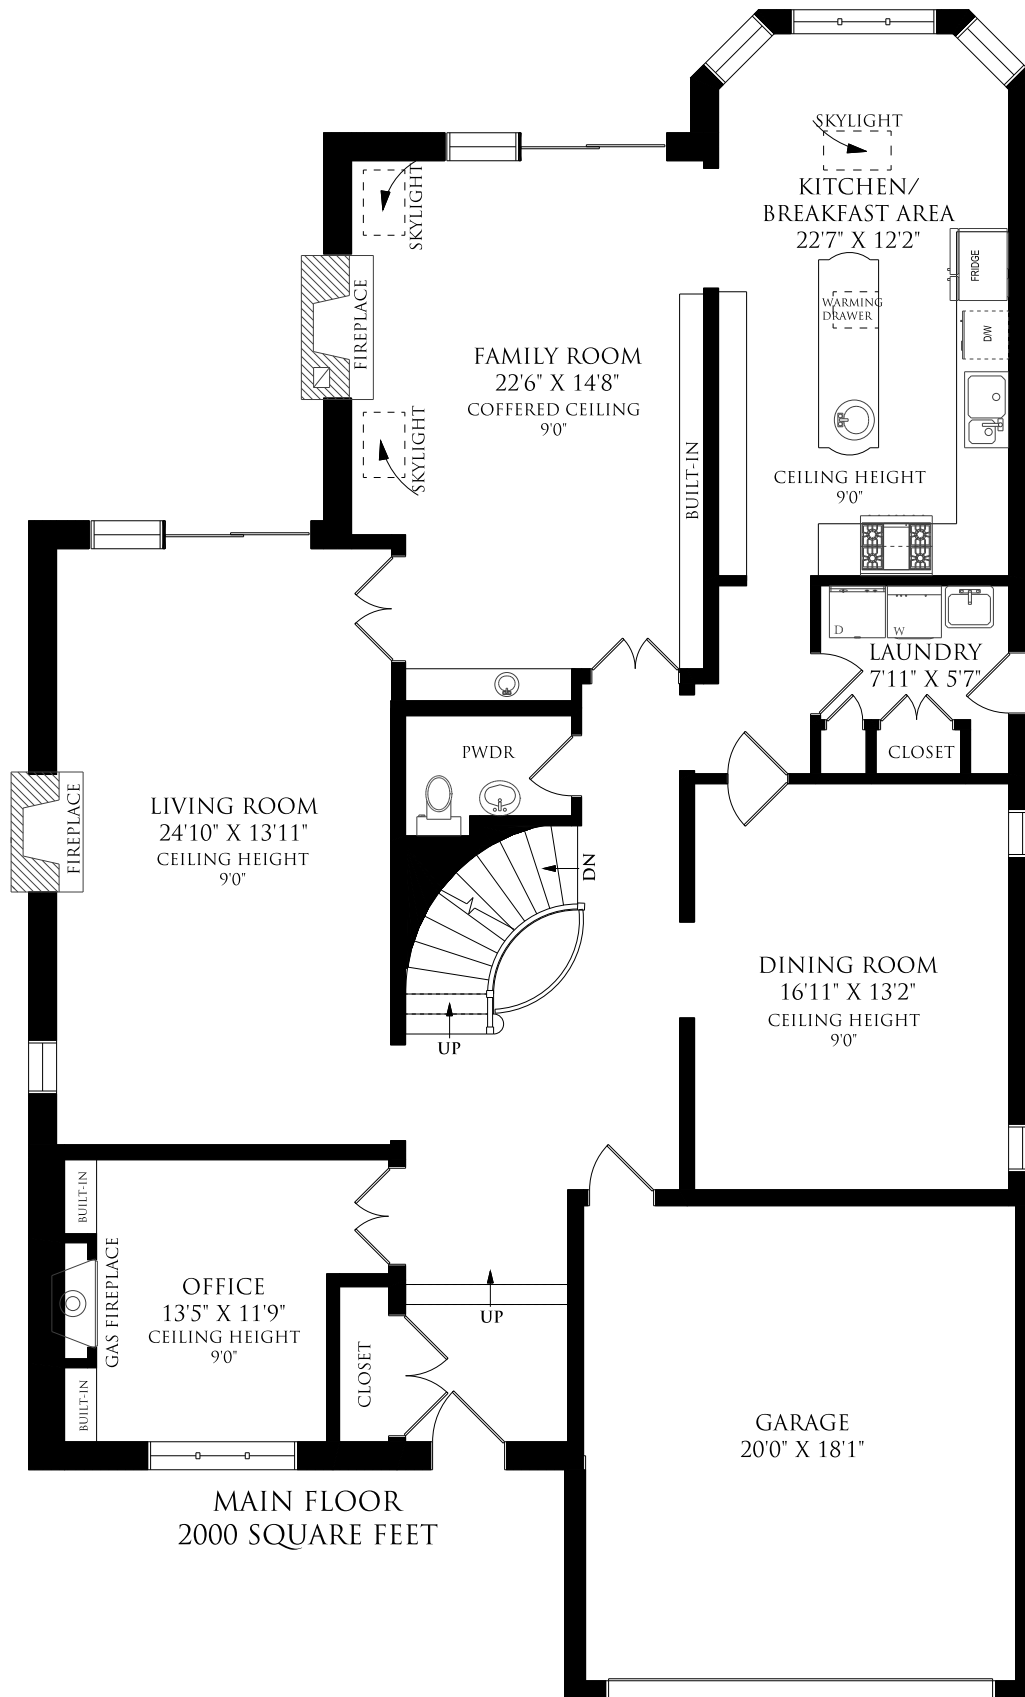 SKYLIGHT
KITCHEN/
BREAKFAST AREA
22'7" X 12'2"
SKYLIGHT
FRIDGE
WARMING
DRAWER
D/W
FIREPLACE
FAMILY ROOM
22'6" X 14'8"
COFFERED CEILING
9'0"
SKYLIGHT
BUILT-IN
CEILING HEIGHT
9'0"
D
W
LAUNDRY
7'11" X 5'7"
CLOSET
PWDR
LIVING ROOM
24'10" X 13'11"
CEILING HEIGHT
9'0"
FIREPLACE
DN
UP
DINING ROOM
16'11" X 13'2"
CEILING HEIGHT
9'0"
BUILT-IN
GAS FIREPLACE
OFFICE
13'5" X 11'9"
CEILING HEIGHT
9'0"
BUILT-IN
UP
CLOSET
GARAGE
20'0" X 18'1"
MAIN FLOOR
2000 SQUARE FEET